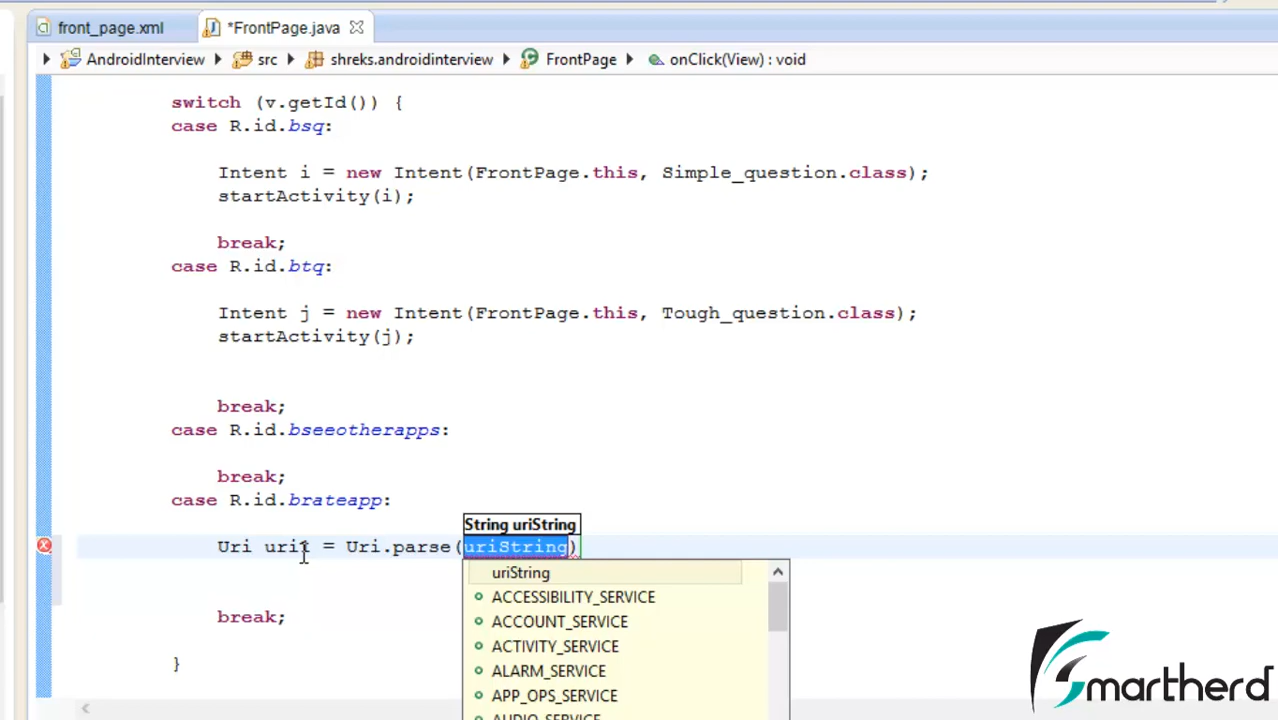 front_page.xml
*FrontPage.java
AndroidInterview src shreks.androidinterview FrontPage onClick(View) : void
switch (v.getId()) {
case R.id.bsq:
Intent i = new Intent(FrontPage.this, Simple_question.class);
startActivity(i);
break;
case R.id.btq:
Intent j = new Intent(FrontPage.this, Tough_question.class);
startActivity(j);
break;
case R.id.bseeotherapps:
break;
case R.id.brateapp:
String uriString
Uri uri1 = Uri.parse(uriString)
uriString
ACCESSIBILITY_SERVICE
ACCOUNT_SERVICE
break;
ACTIVITY_SERVICE
}
ALARM_SERVICE
APP_OPS_SERVICE
AUDIO_SERVICE
Smartherd